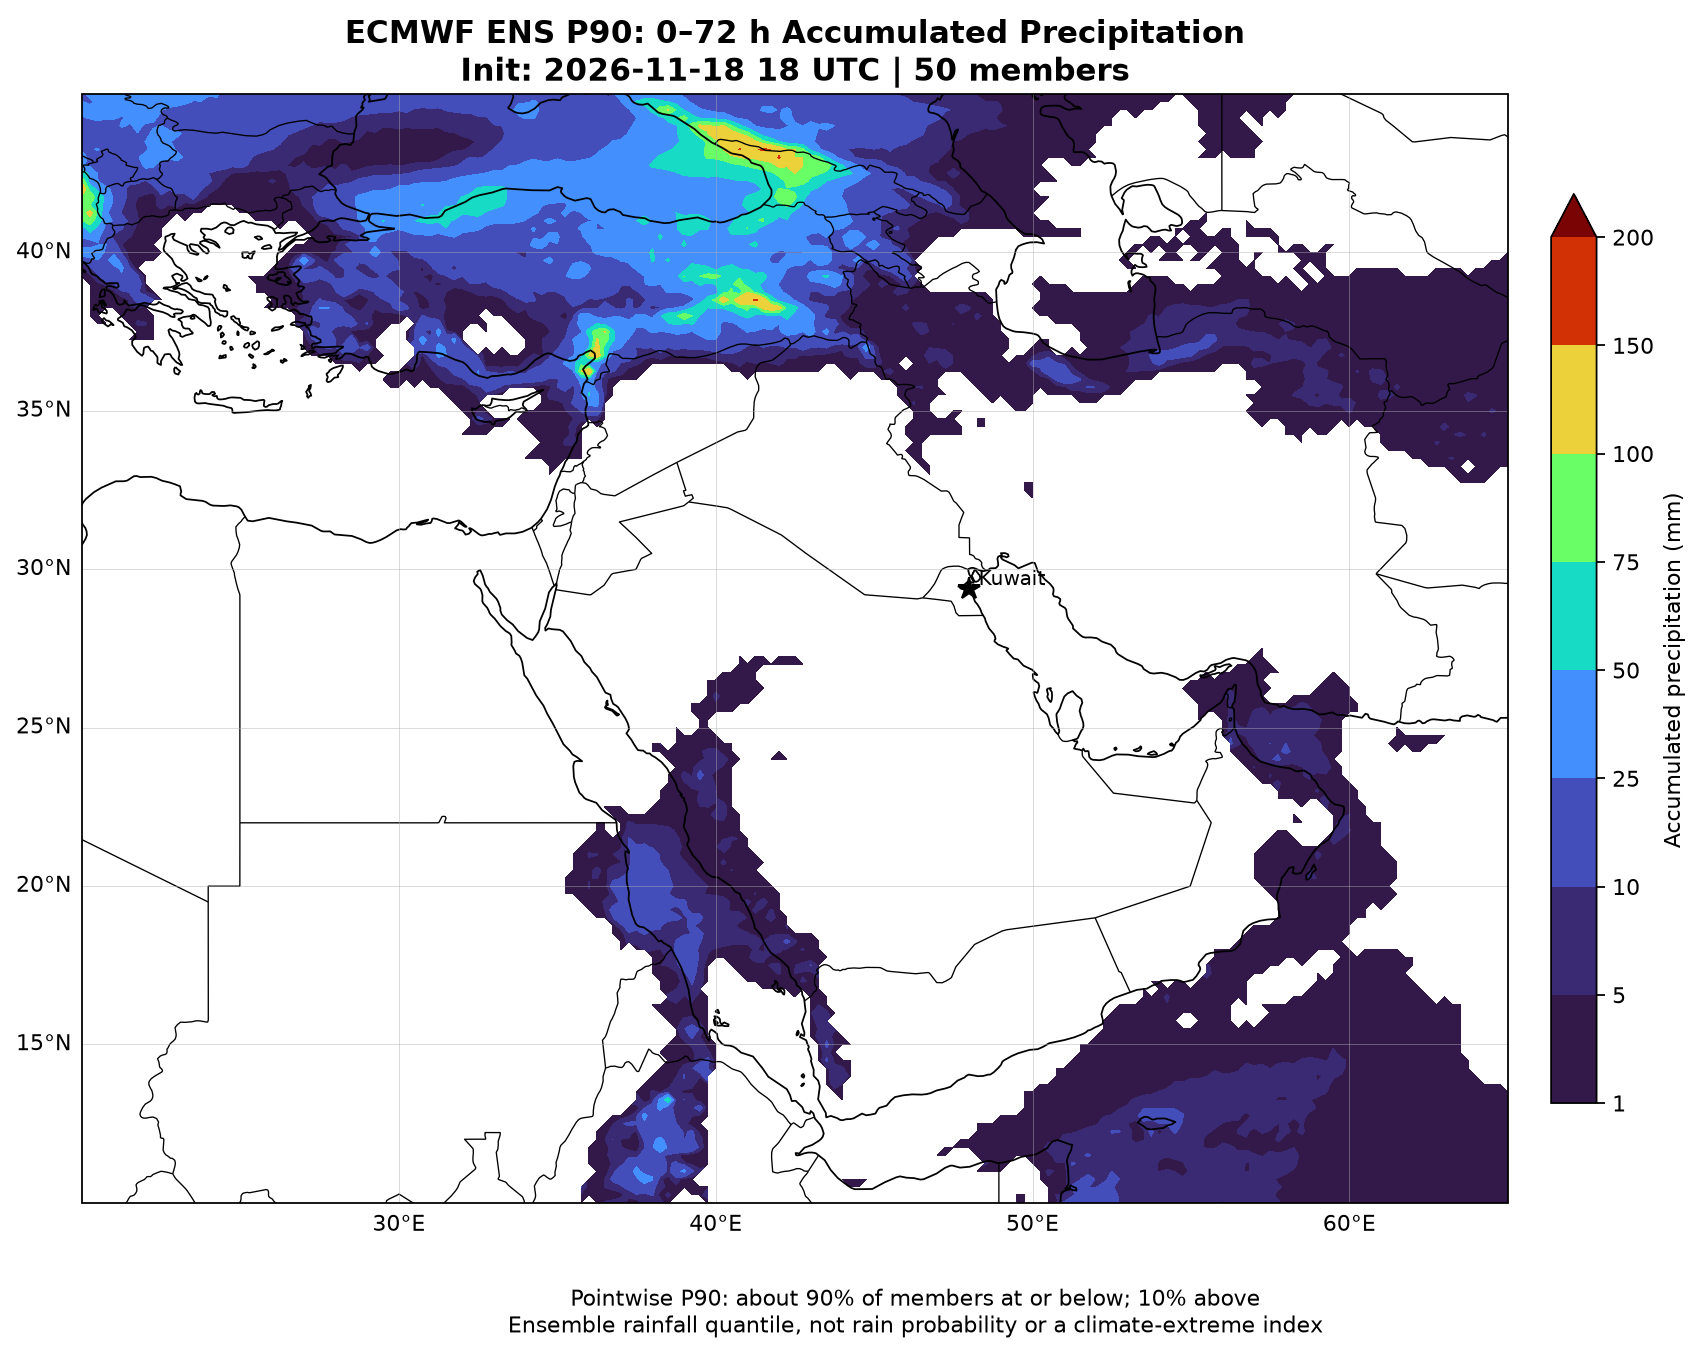 ECMWF ENS P90: 0–72 h Accumulated Precipitation
Init: 2026-11-18 18 UTC | 50 members
40°N
35°N
30°N
25°N
20°N
15°N
30°E
40°E
50°E
60°E
Kuwait
200
150
100
75
50
25
10
5
1
Accumulated precipitation (mm)
Pointwise P90: about 90% of members at or below; 10% above
Ensemble rainfall quantile, not rain probability or a climate-extreme index